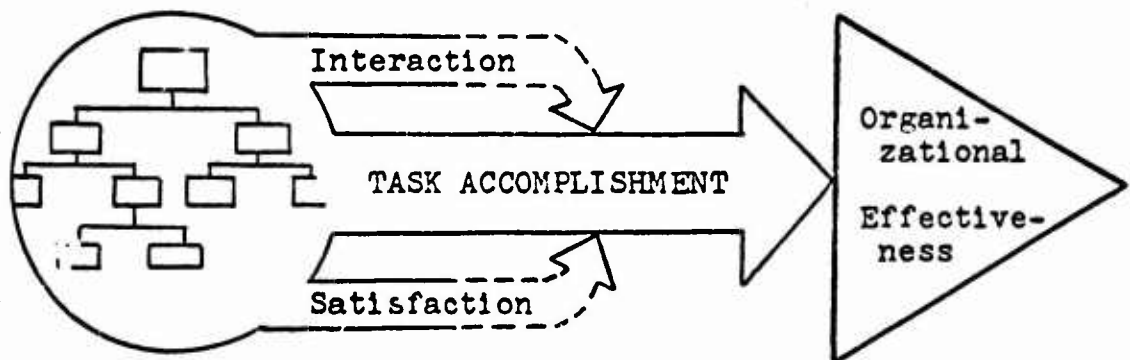 Interaction
TASK ACCOMPLISHMENT
Satisfaction
Organi-
zational
Effective-
ness